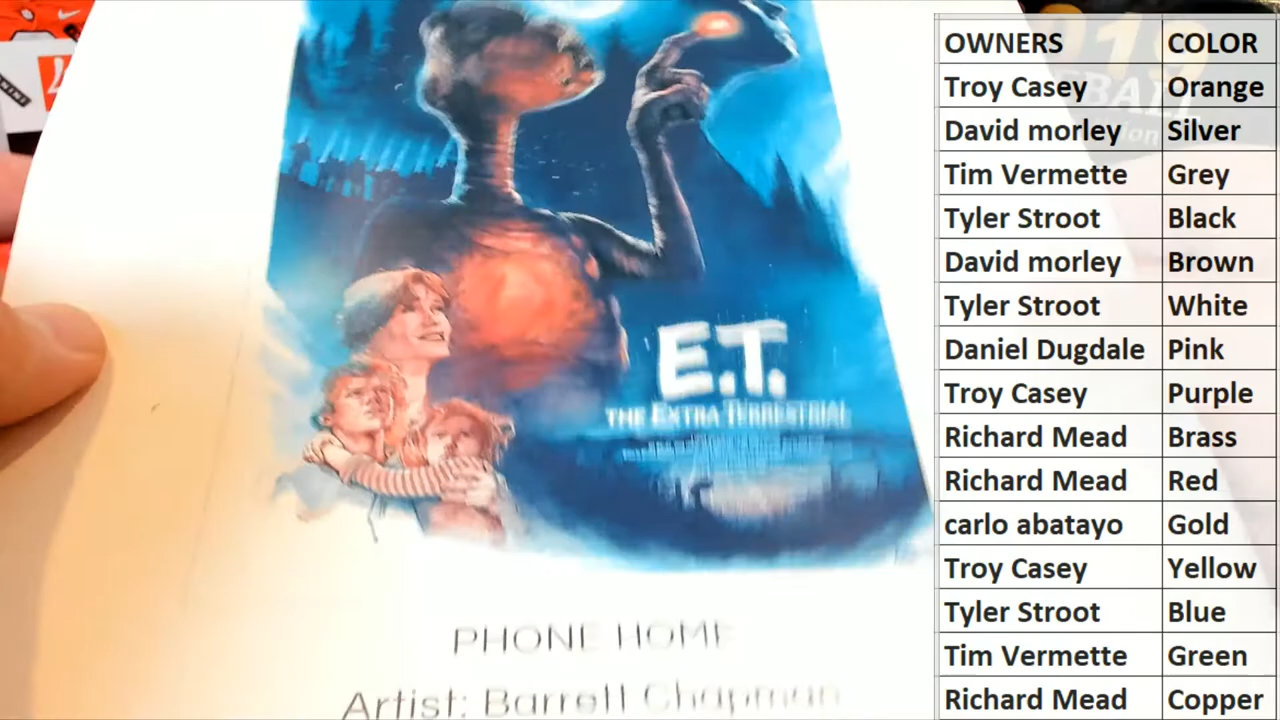 E.T.
THE EXTRA TERRESTRIAL
PHONE HOME
Artist: Barrell Chapman
OWNERS COLOR
Troy Casey Orange
David morley Silver
Tim Vermette Grey
Tyler Stroot Black
David morley Brown
Tyler Stroot White
Daniel Dugdale Pink
Troy Casey Purple
Richard Mead Brass
Richard Mead Red
carlo abatayo Gold
Troy Casey Yellow
Tyler Stroot Blue
Tim Vermette Green
Richard Mead Copper